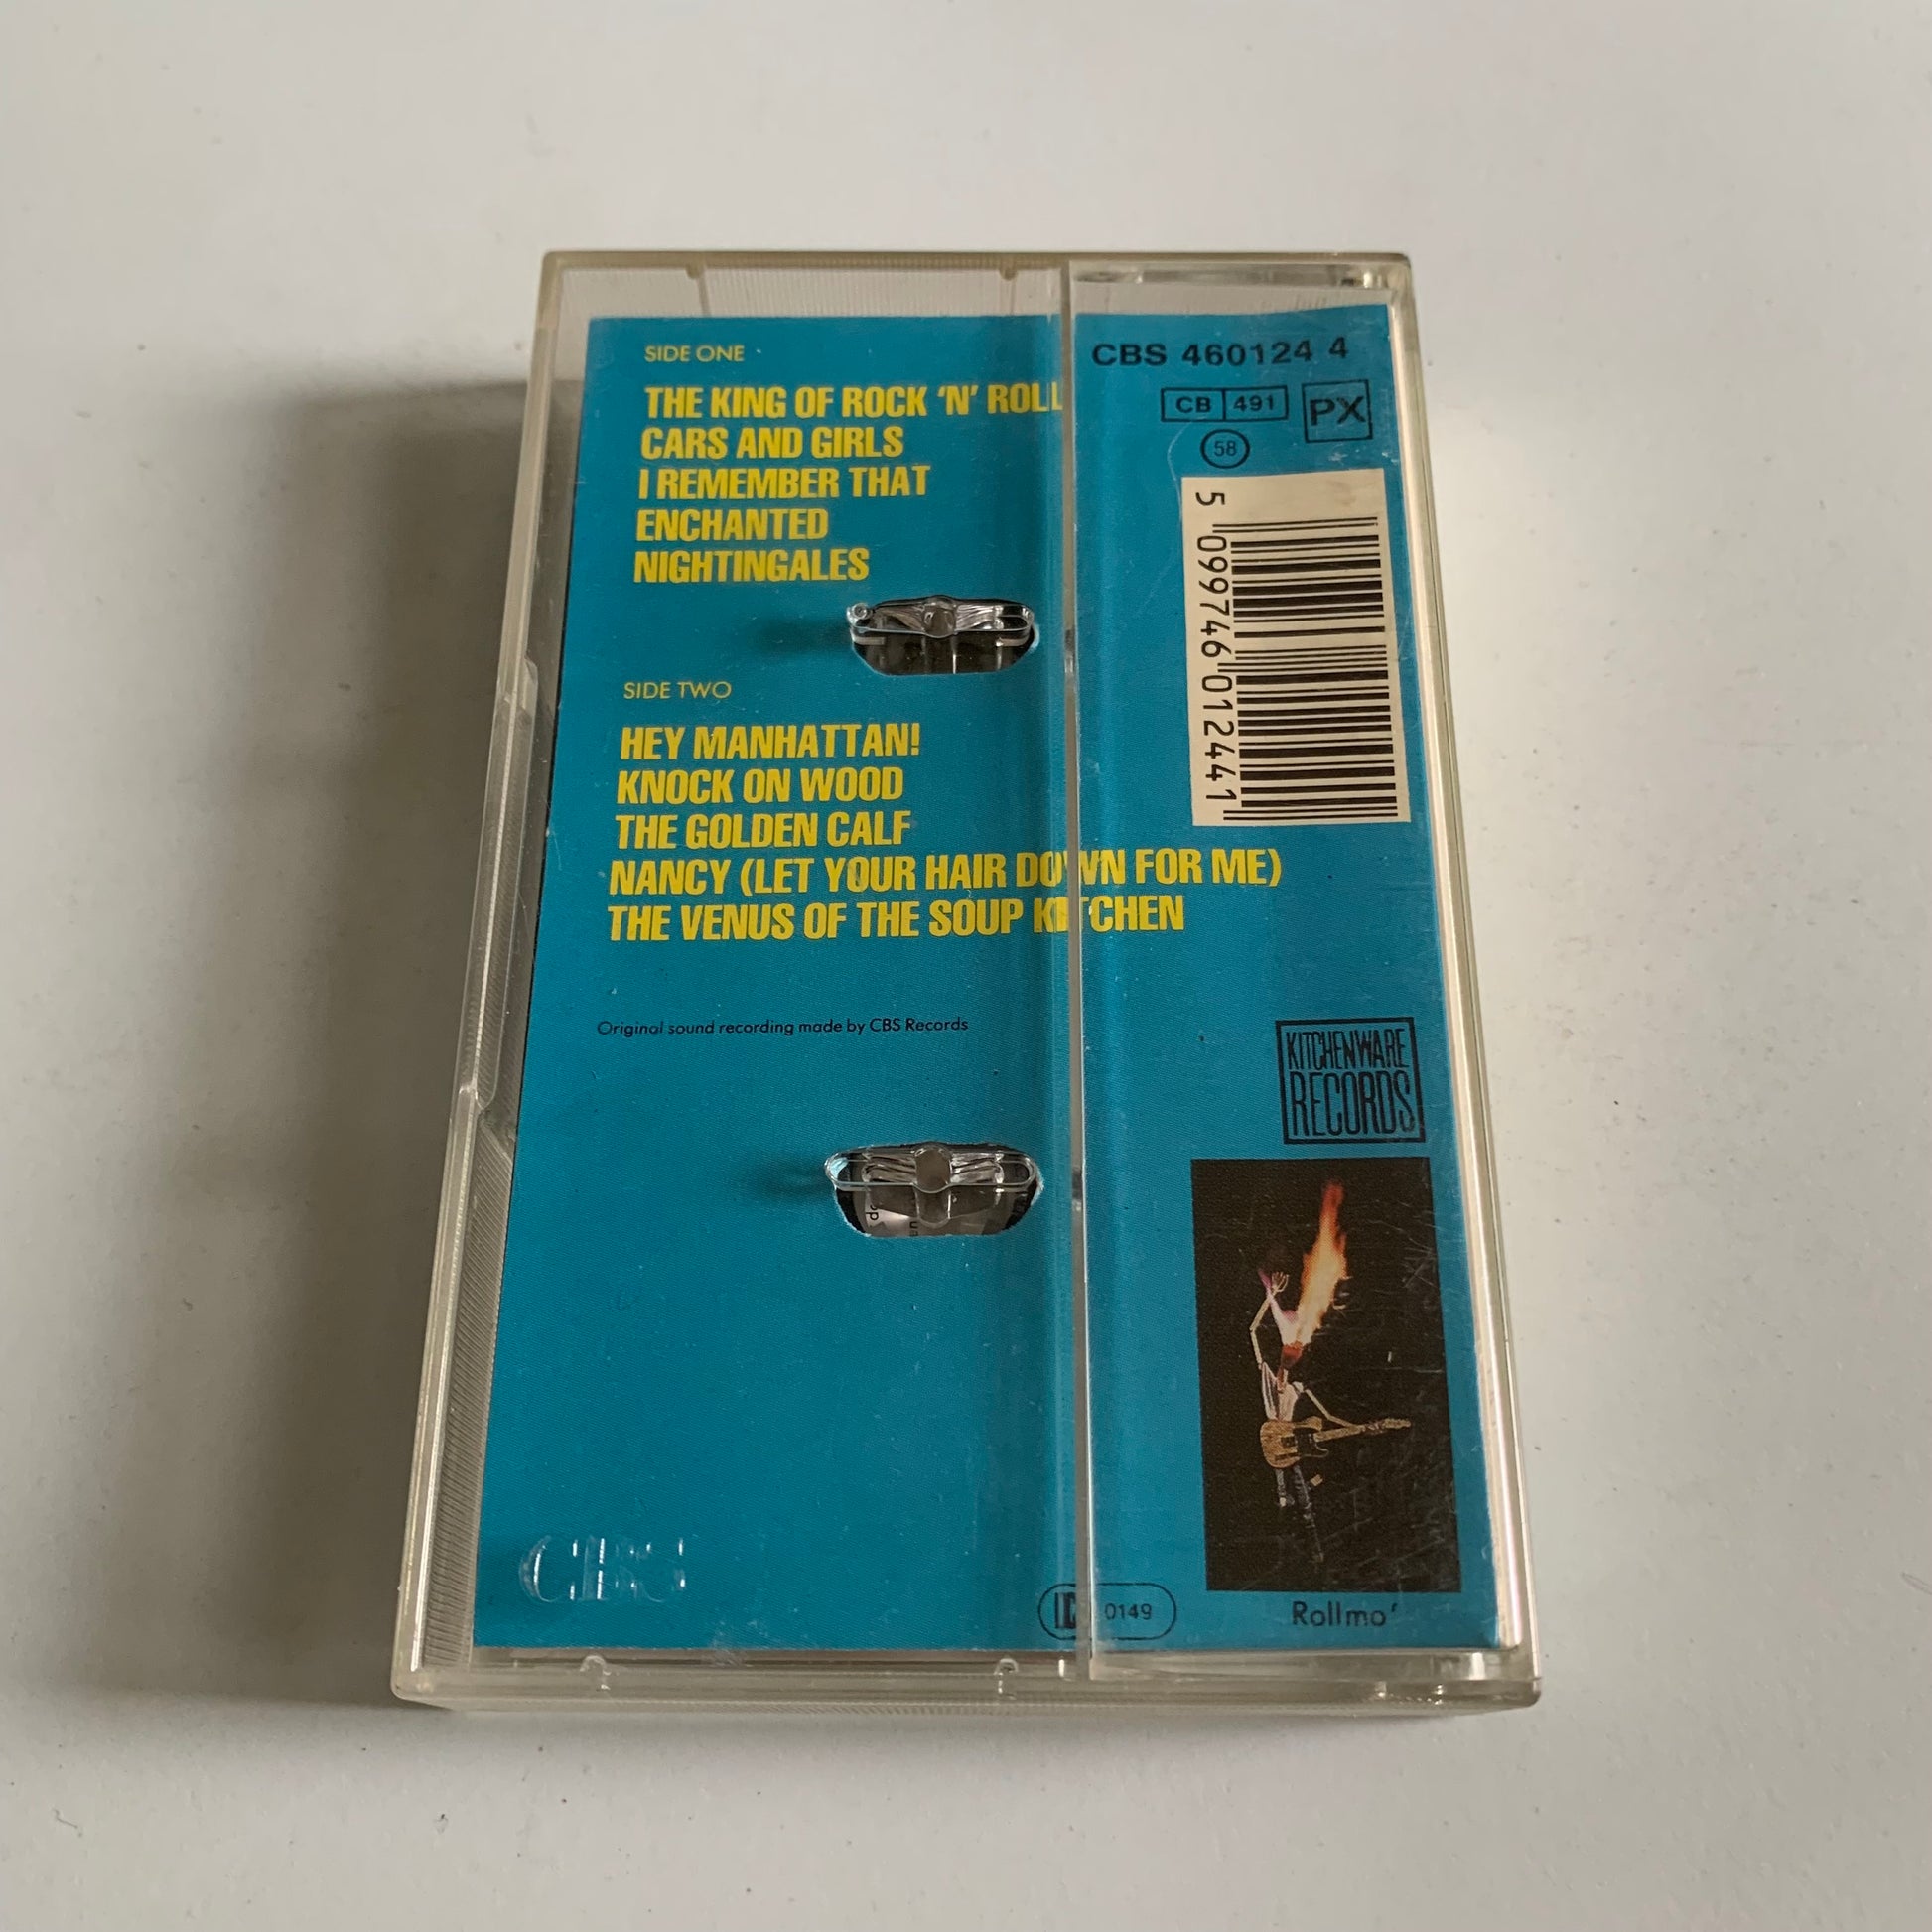 SIDE ONE
THE KING OF ROCK ‘N’ ROLL
CARS AND GIRLS
I REMEMBER THAT
ENCHANTED
NIGHTINGALES
SIDE TWO
HEY MANHATTAN!
KNOCK ON WOOD
THE GOLDEN CALF
NANCY (LET YOUR HAIR DOWN FOR ME)
THE VENUS OF THE SOUP KITCHEN
Original sound recording made by CBS Records
CBS
CBS 460124 4
CB 491
PX
58
5 099746 012441
KITCHENWARE
RECORDS
0149
Rollmo’